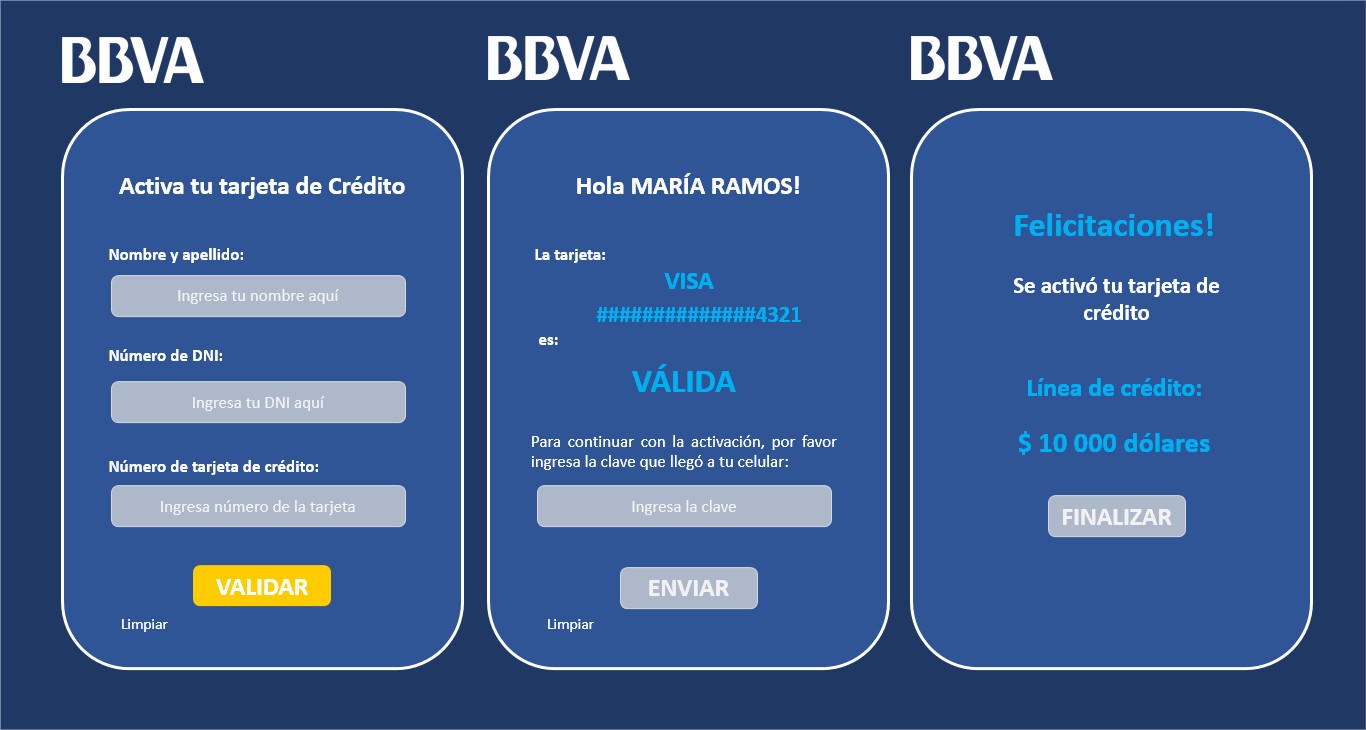 BBVA
Activa tu tarjeta de Crédito
Nombre y apellido:
Ingresa tu nombre aquí
Número de DNI:
Ingresa tu DNI aquí
Número de tarjeta de crédito:
Ingresa número de la tarjeta
VALIDAR
Limpiar
BBVA
Hola MARÍA RAMOS!
La tarjeta:
VISA
##############4321
es:
VÁLIDA
Para continuar con la activación, por favor
ingresa la clave que llegó a tu celular:
Ingresa la clave
ENVIAR
Limpiar
BBVA
Felicitaciones!
Se activó tu tarjeta de
crédito
Línea de crédito:
$ 10 000 dólares
FINALIZAR